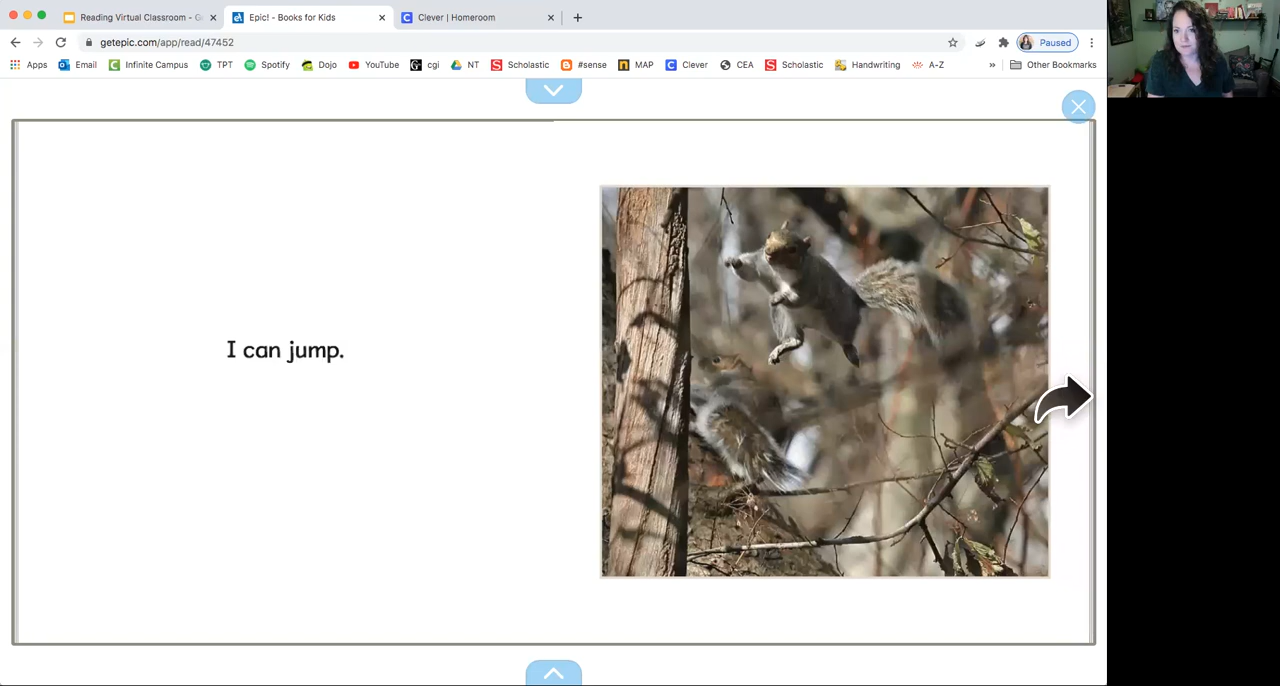 Reading Virtual Classroom - G
Epic! - Books for Kids
Clever | Homeroom
getepic.com/app/read/47452
Paused
Apps
Email
Infinite Campus
TPT
Spotify
Dojo
YouTube
cgi
NT
Scholastic
#sense
MAP
Clever
CEA
Scholastic
Handwriting
A-Z
»
Other Bookmarks
I can jump.